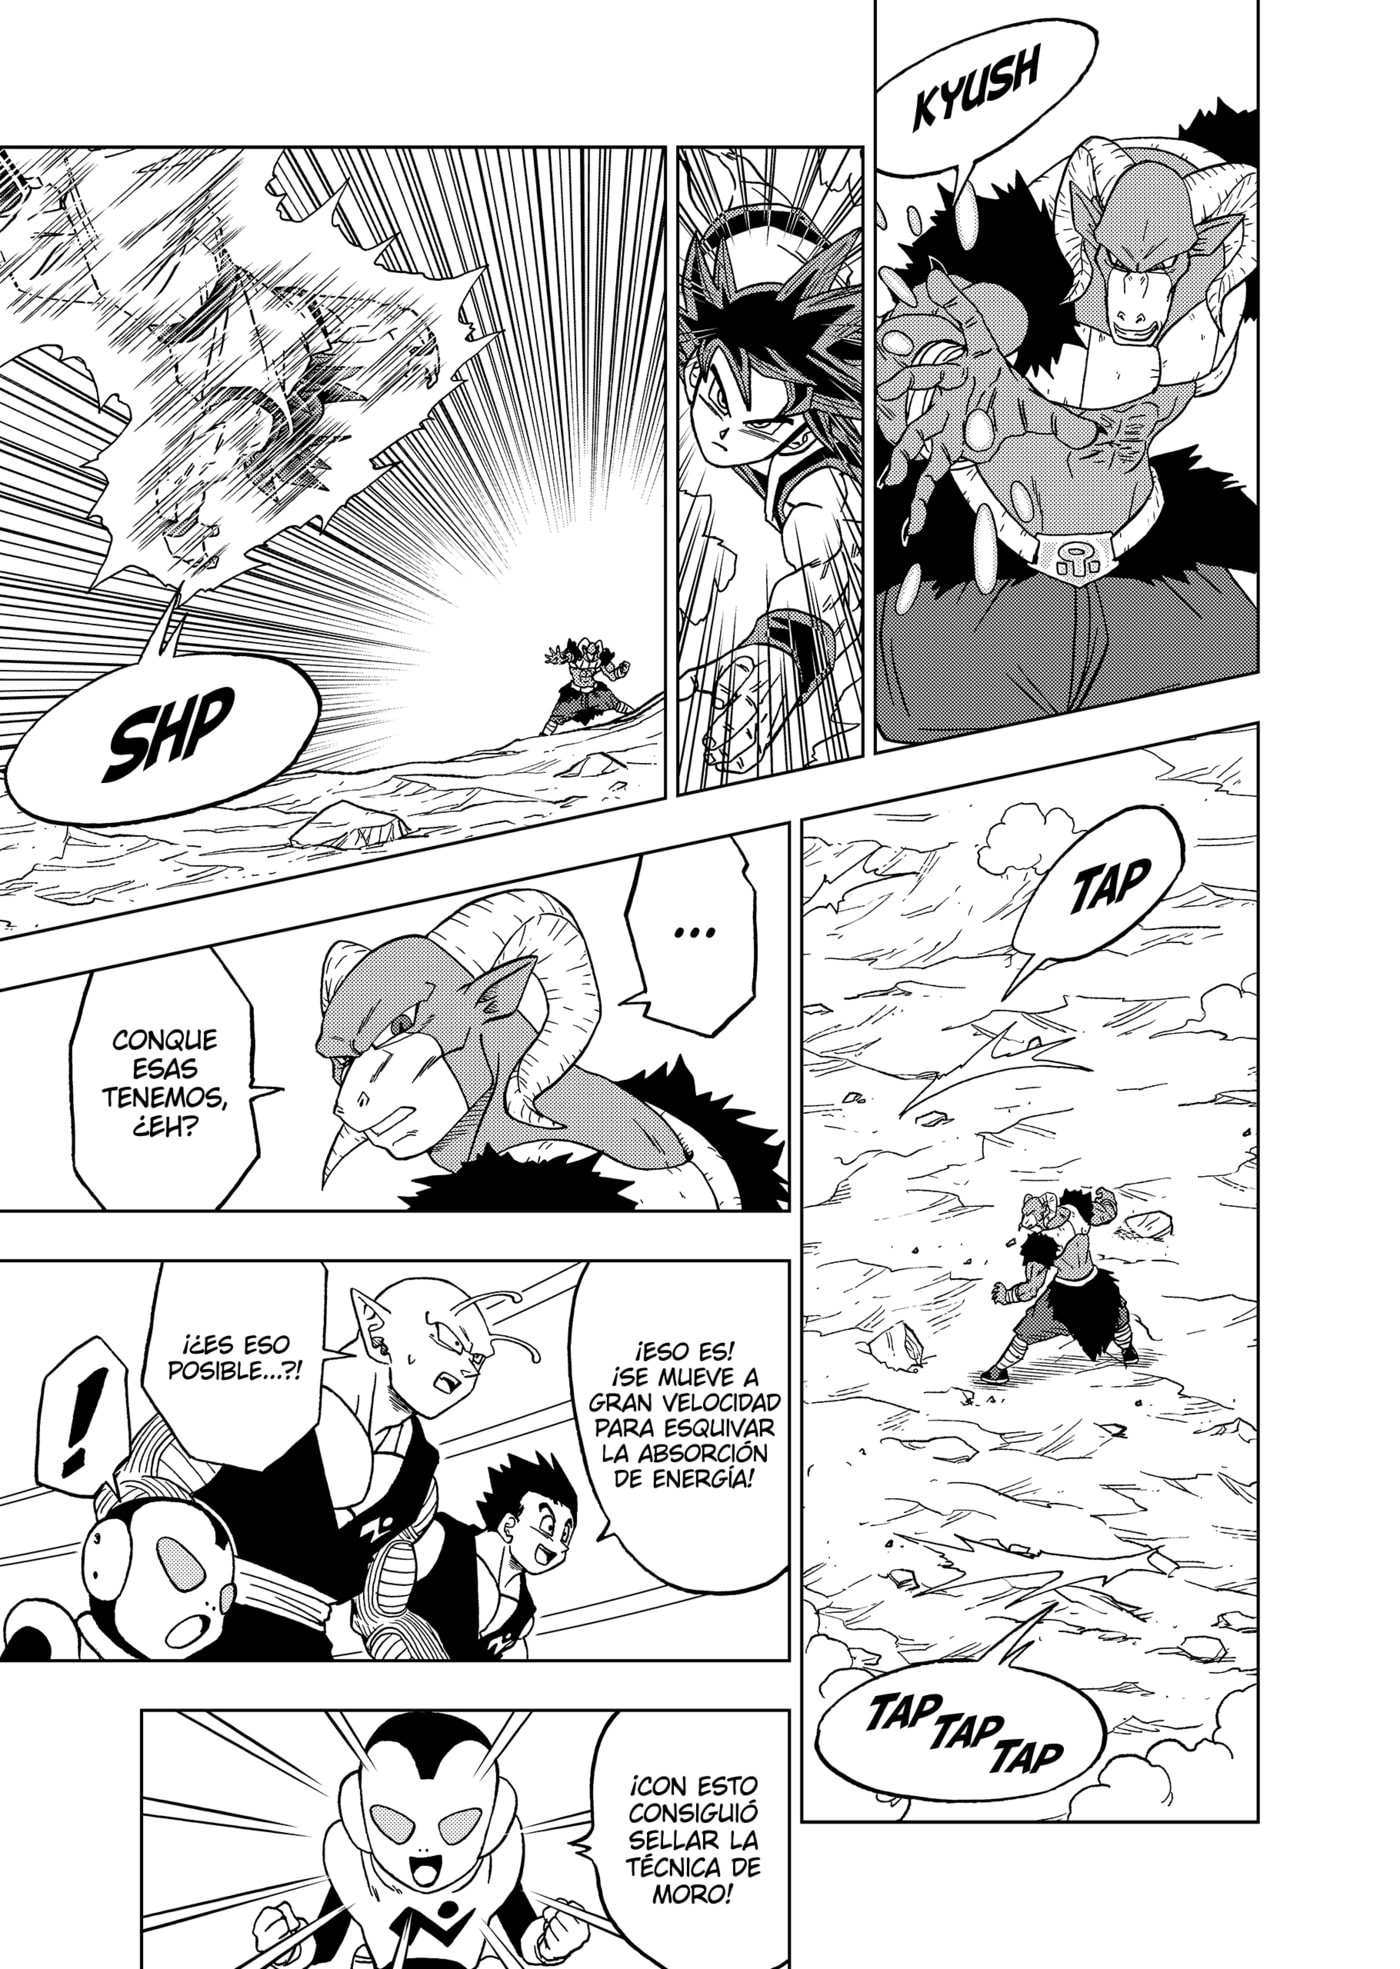 KYUSH
SHP
TAP
TAP
TAP
TAP
...
CONQUE
ESAS
TENEMOS,
¿EH?
¡ESO ES!
¡SE MUEVE A
GRAN VELOCIDAD
PARA ESQUIVAR
LA ABSORCIÓN
DE ENERGÍA!
¡¿ES ESO
POSIBLE...?!
!
¡CON ESTO
CONSIGUIÓ
SELLAR LA
TÉCNICA DE
MORO!